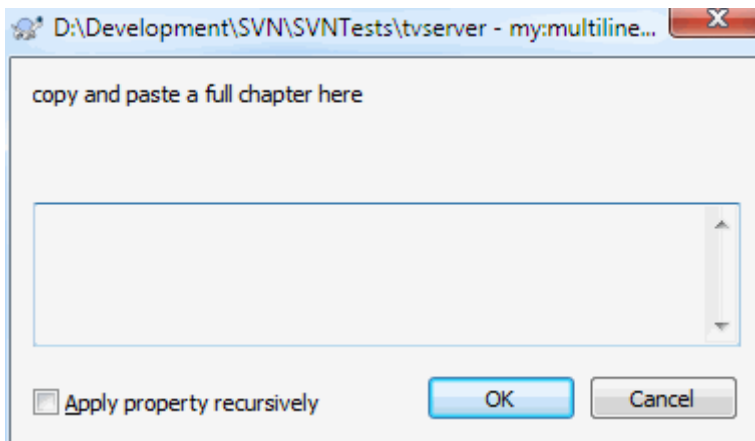 D:\Development\SVN\SVNTests\tvserver - my:multiline...
copy and paste a full chapter here
Apply property recursively
OK
Cancel